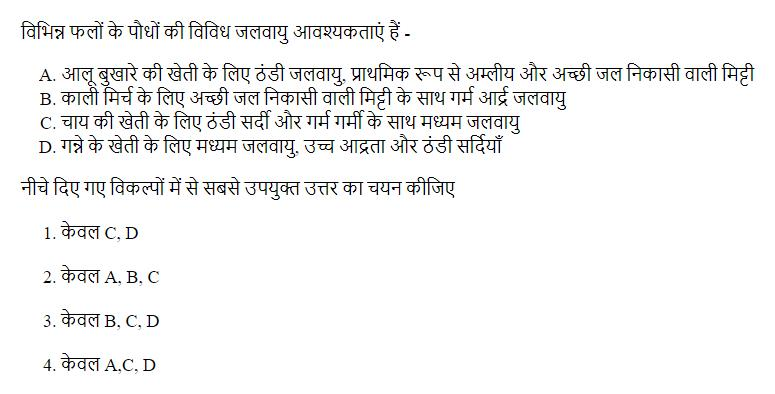 विभिन्न फलों के पौधों की विविध जलवायु आवश्यकताएं हैं -
A. आलू बुखारे की खेती के लिए ठंडी जलवायु, प्राथमिक रूप से अम्लीय और अच्छी जल निकासी वाली मिट्टी
B. काली मिर्च के लिए अच्छी जल निकासी वाली मिट्टी के साथ गर्म आर्द्र जलवायु
C. चाय की खेती के लिए ठंडी सर्दी और गर्म गर्मी के साथ मध्यम जलवायु
D. गन्ने के खेती के लिए मध्यम जलवायु, उच्च आद्रता और ठंडी सर्दियाँ
नीचे दिए गए विकल्पों में से सबसे उपयुक्त उत्तर का चयन कीजिए
1. केवल C, D
2. केवल A, B, C
3. केवल B, C, D
4. केवल A,C, D